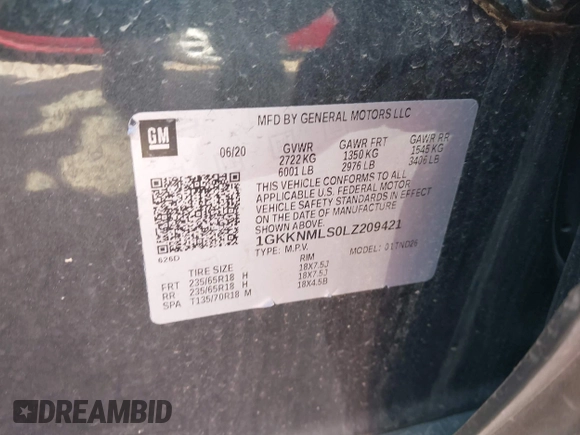 GM
MFD BY GENERAL MOTORS LLC
06/20 GVWR GAWR FRT GAWR RR
2722 KG 1350 KG 1545 KG
6001 LB 2976 LB 3406 LB
THIS VEHICLE CONFORMS TO ALL
APPLICABLE U.S. FEDERAL MOTOR
VEHICLE SAFETY STANDARDS IN EFFECT
ON THE DATE OF MANUFACTURE
SHOWN ABOVE.
1GKKNMLS0LZ209421
TYPE: M.P.V. MODEL:
626D
TIRE SIZE RIM
FRT 235/65R18 H 18X7.5J
RR 235/65R18 H 18X7.5J
SPA T135/70R18 M 18X4.5B
DREAMBID